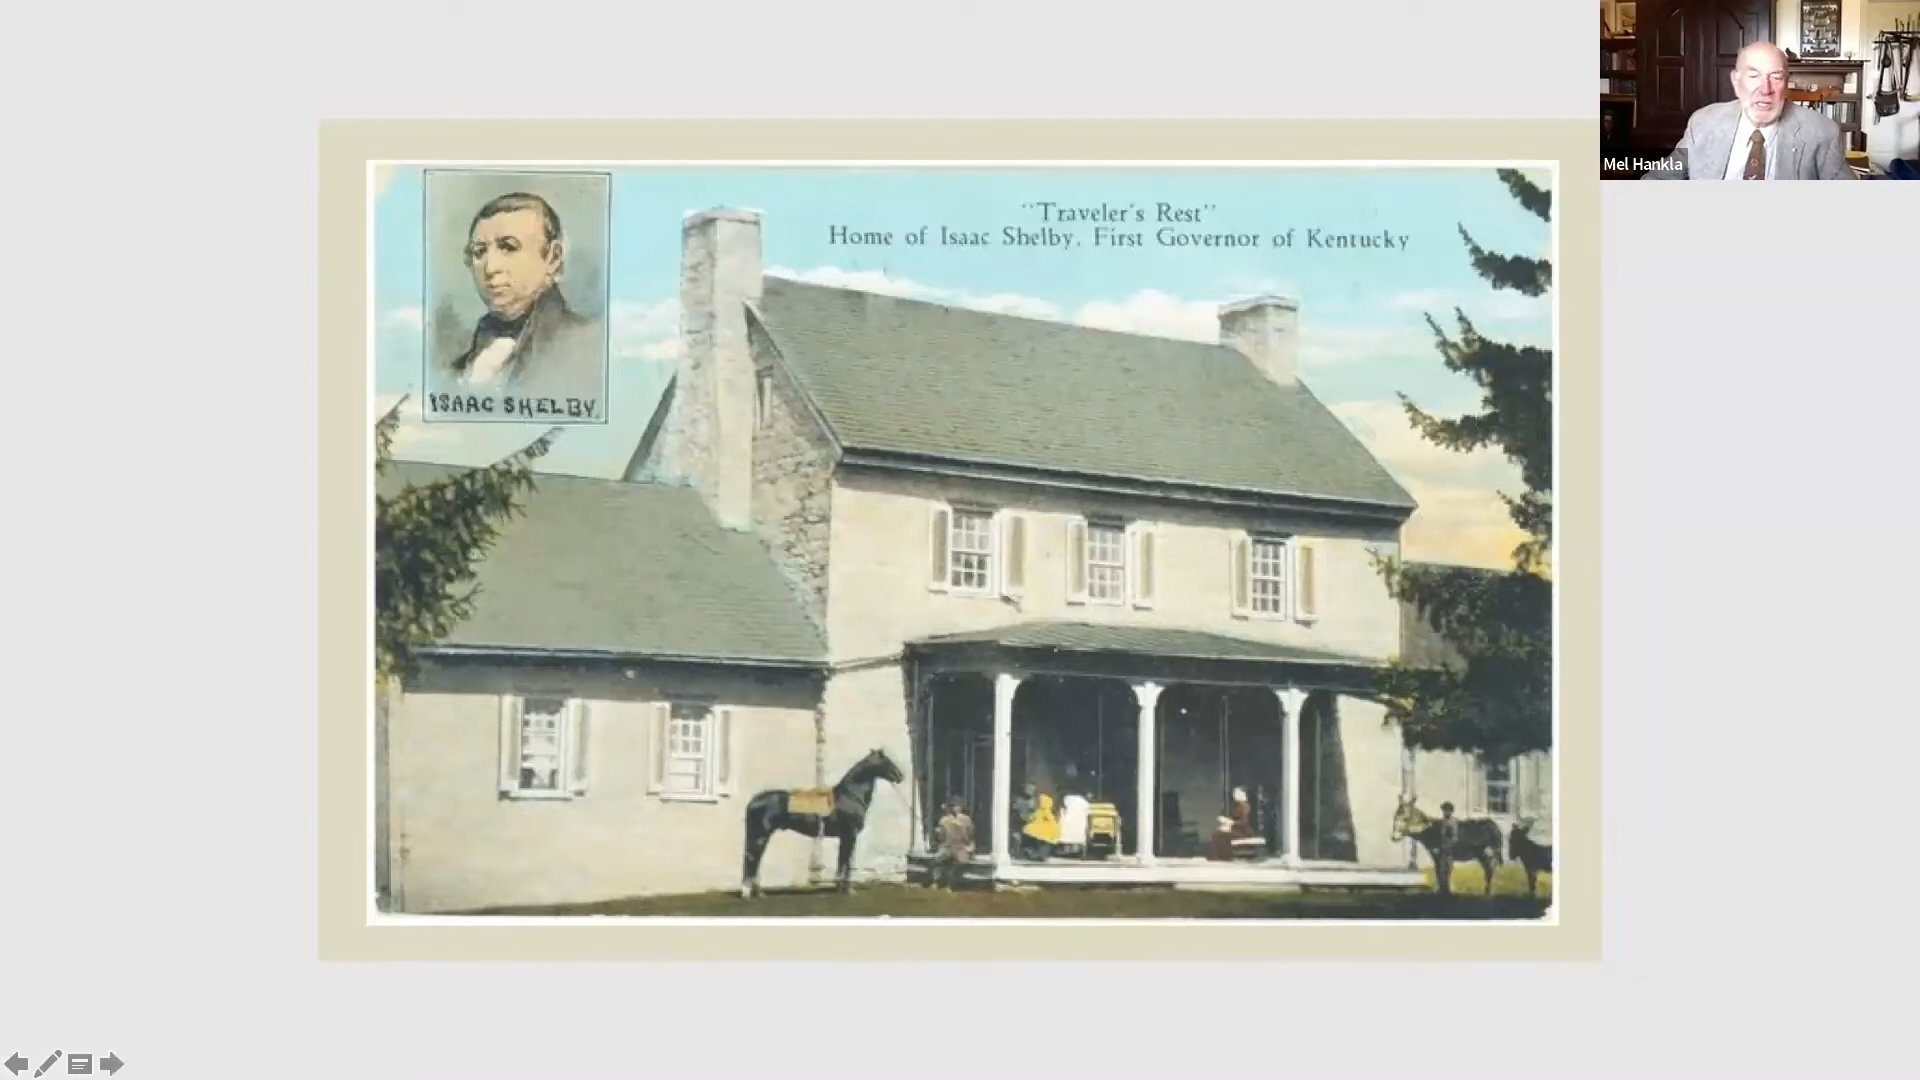 "Traveler's Rest"
Home of Isaac Shelby, First Governor of Kentucky
ISAAC SHELBY.
Mel Hankla